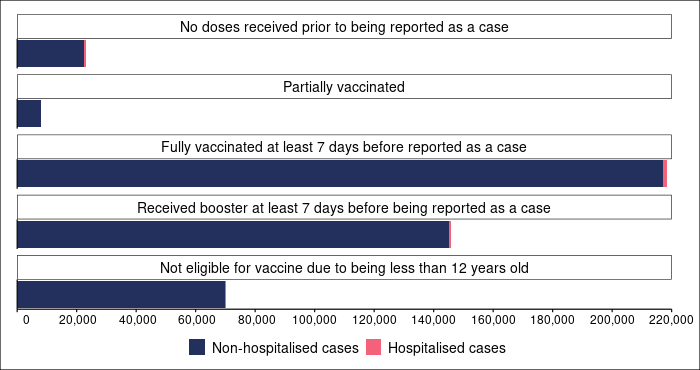 No doses received prior to being reported as a case
Partially vaccinated
Fully vaccinated at least 7 days before reported as a case
Received booster at least 7 days before being reported as a case
Not eligible for vaccine due to being less than 12 years old
0 20,000 40,000 60,000 80,000 100,000 120,000 140,000 160,000 180,000 200,000 220,000
Non-hospitalised cases Hospitalised cases